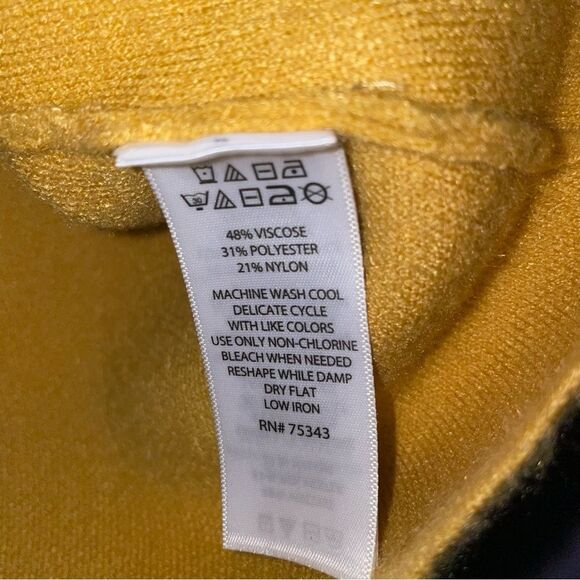 48% VISCOSE
31% POLYESTER
21% NYLON
MACHINE WASH COOL
DELICATE CYCLE
WITH LIKE COLORS
USE ONLY NON-CHLORINE
BLEACH WHEN NEEDED
RESHAPE WHILE DAMP
DRY FLAT
LOW IRON
RN# 75343